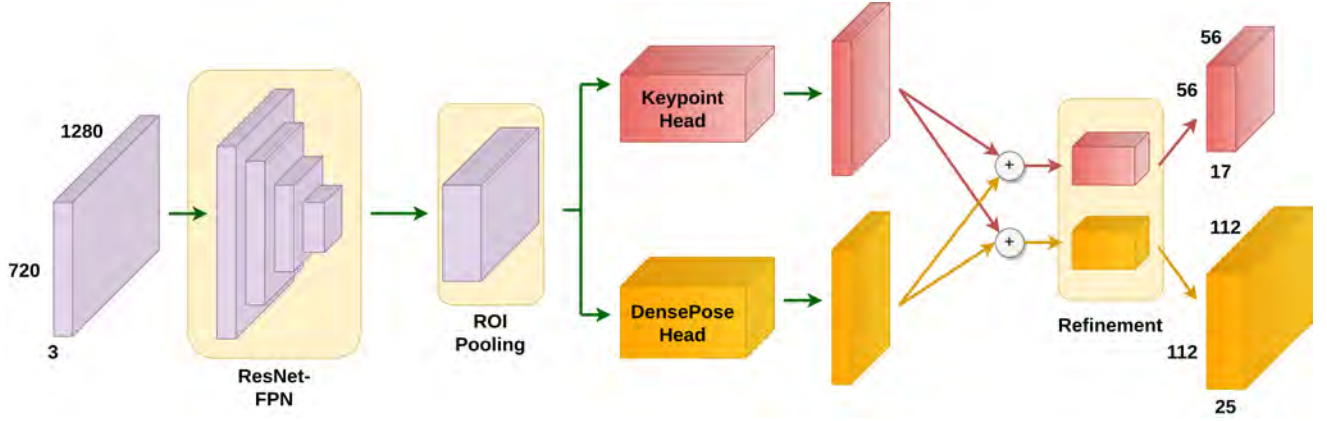 1280
720
3
ResNet-
FPN
ROI
Pooling
Keypoint
Head
DensePose
Head
+
+
Refinement
56
56
17
112
112
25